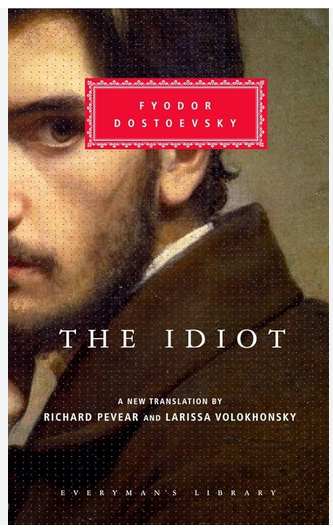 FYODOR
DOSTOEVSKY
THE IDIOT
A NEW TRANSLATION BY
RICHARD PEVEAR AND LARISSA VOLOKHONSKY
EVERYMAN'S LIBRARY